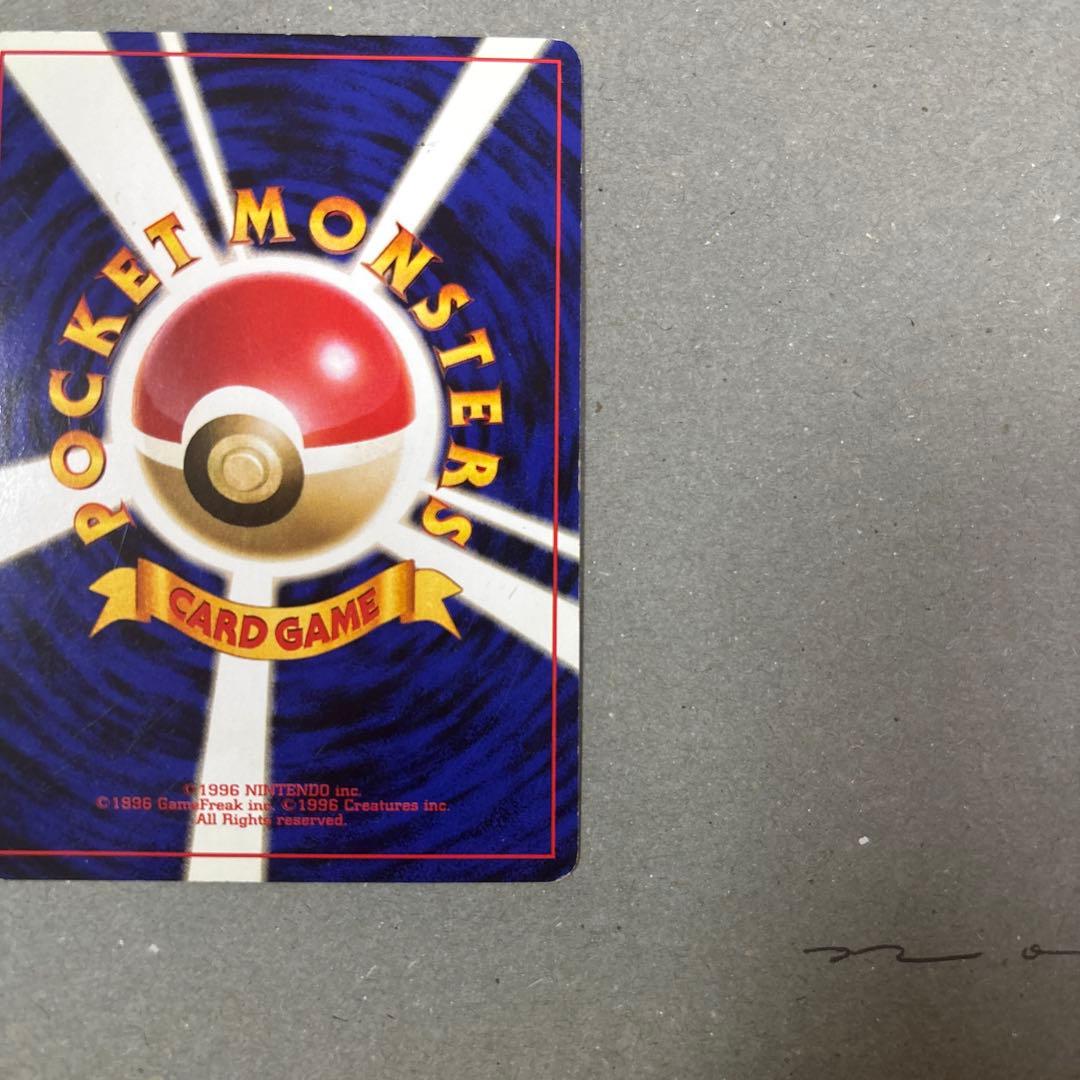 POCKET MONSTERS
CARD GAME
©1996 NINTENDO inc.
©1996 GameFreak inc. ©1996 Creatures inc.
All Rights reserved.